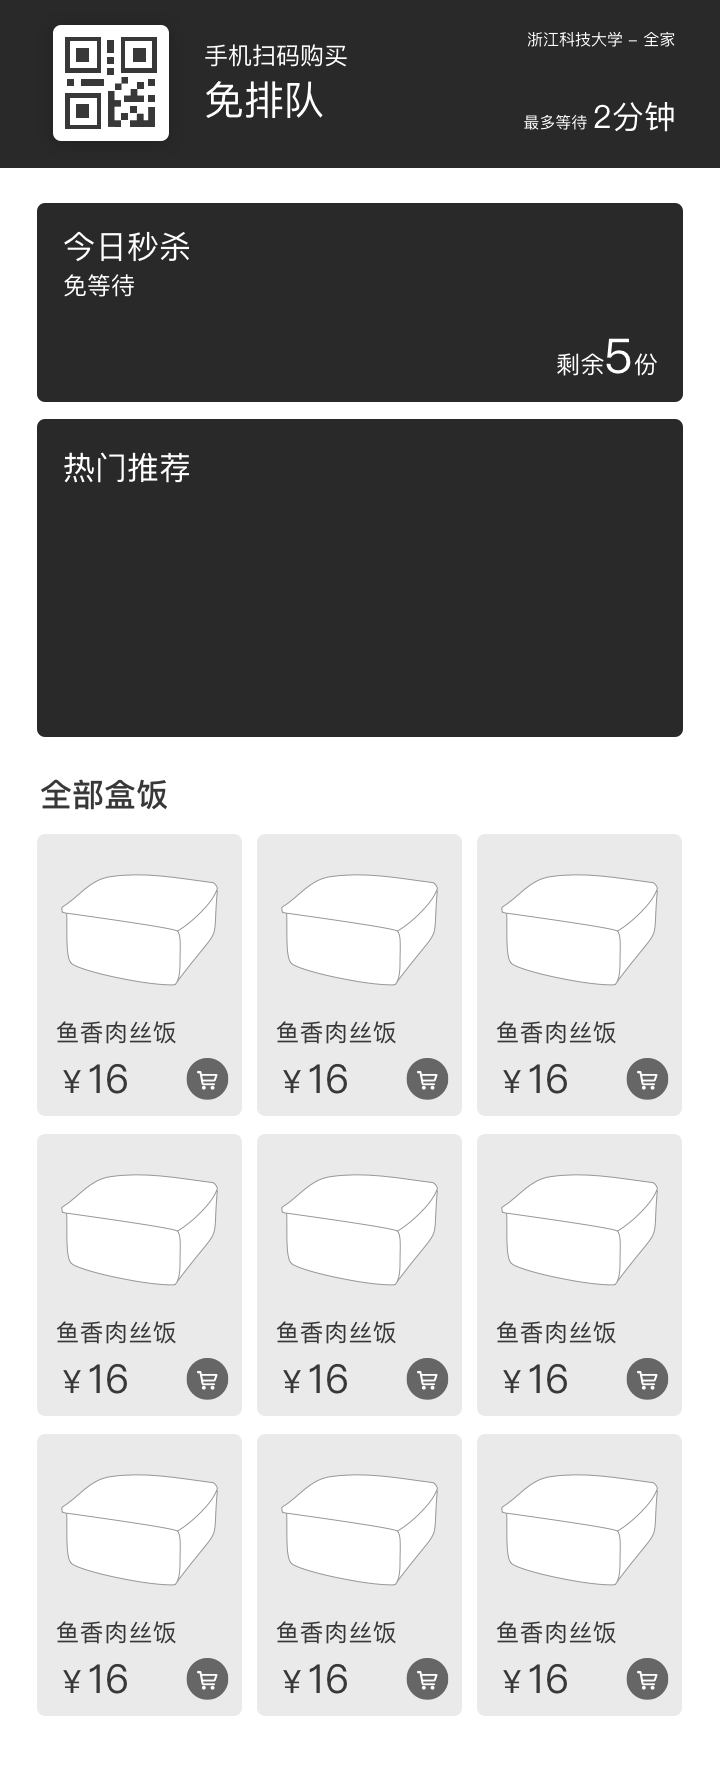 手机扫码购买
免排队
浙江科技大学 – 全家
最多等待 2分钟
今日秒杀
免等待
剩余5份
热门推荐
全部盒饭
鱼香肉丝饭 鱼香肉丝饭 鱼香肉丝饭
¥ 16 ¥ 16 ¥ 16
鱼香肉丝饭 鱼香肉丝饭 鱼香肉丝饭
¥ 16 ¥ 16 ¥ 16
鱼香肉丝饭 鱼香肉丝饭 鱼香肉丝饭
¥ 16 ¥ 16 ¥ 16